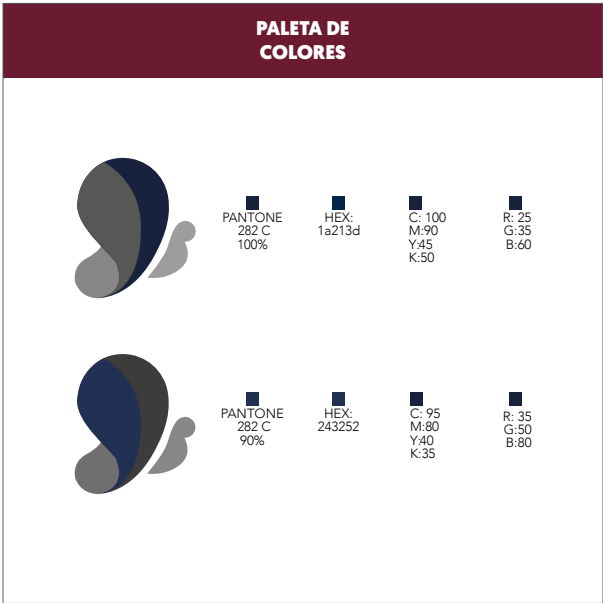 PALETA DE
COLORES
PANTONE
282 C
100%
HEX:
1a213d
C: 100
M:90
Y:45
K:50
R: 25
G:35
B:60
PANTONE
282 C
90%
HEX:
243252
C: 95
M:80
Y:40
K:35
R: 35
G:50
B:80